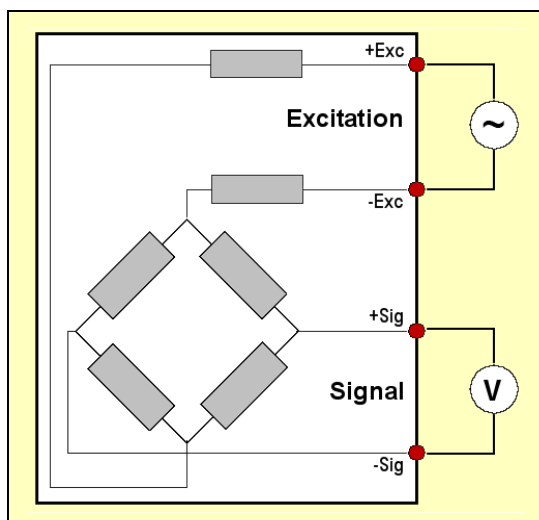 +Exc
Excitation
~
-Exc
+Sig
Signal
V
-Sig